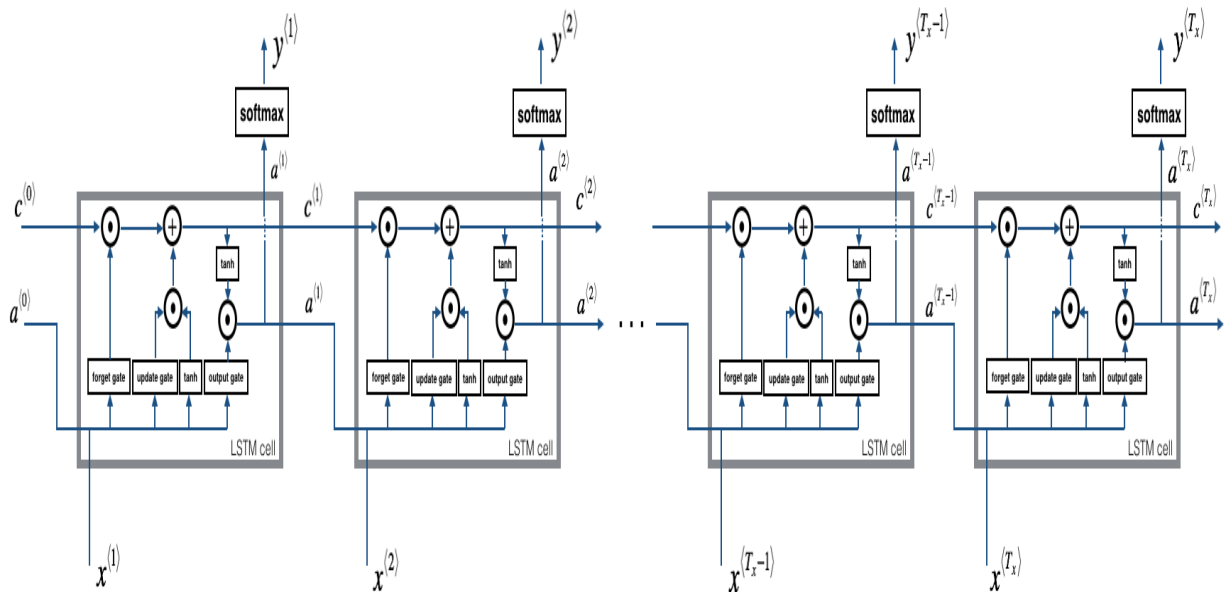 y⟨1⟩ y⟨2⟩ y⟨Tₓ−1⟩ y⟨Tₓ⟩
softmax softmax softmax softmax
a⟨1⟩ a⟨2⟩ a⟨Tₓ−1⟩ a⟨Tₓ⟩
c⟨0⟩ c⟨1⟩ c⟨2⟩ c⟨Tₓ−1⟩ c⟨Tₓ⟩
+ + + +
tanh tanh tanh tanh
a⟨0⟩ a⟨1⟩ a⟨2⟩ ... a⟨Tₓ−1⟩ a⟨Tₓ⟩
forget gate update gate tanh output gate forget gate update gate tanh output gate forget gate update gate tanh output gate forget gate update gate tanh output gate
LSTM cell LSTM cell LSTM cell LSTM cell
x⟨1⟩ x⟨2⟩ x⟨Tₓ−1⟩ x⟨Tₓ⟩